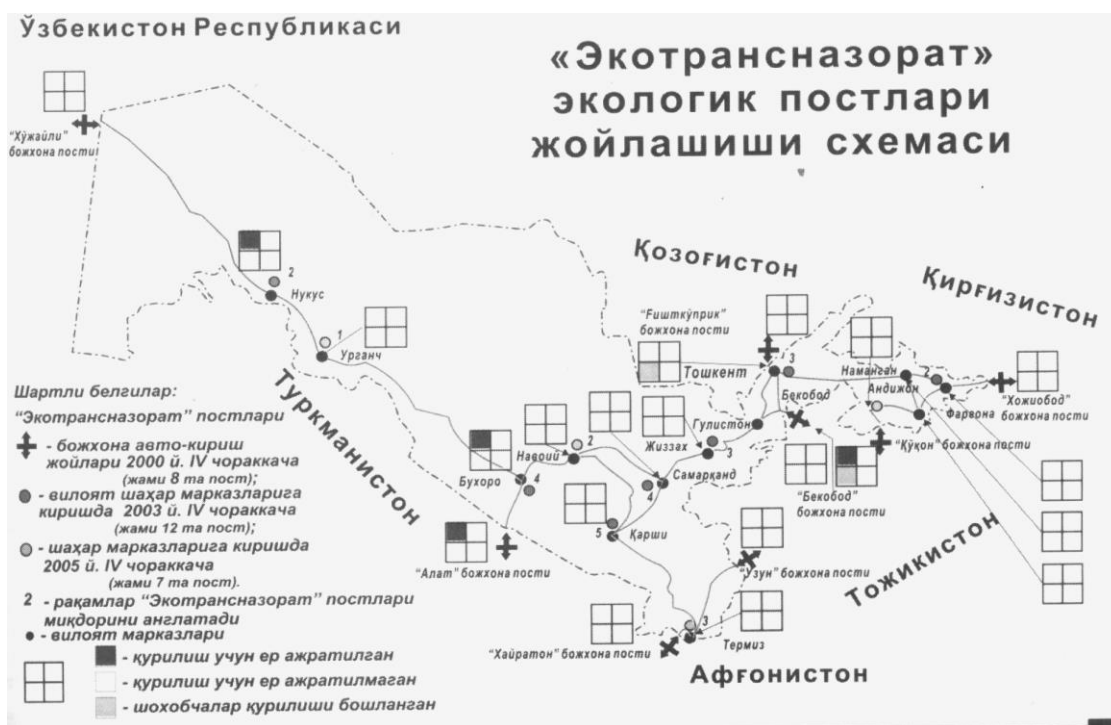 Ўзбекистон Республикаси
«Экотрансназорат»
экологик постлари
жойлашиши схемаси
"Хўжайли"
божхона пости
Қозоғистон
Қирғизистон
2
Нукус
1
Урганч
"Ғишткўприк"
божхона пости
3
Тошкент
Наманган
2
Андижон
Фарғона
"Хожиобод"
божхона пости
Бекобод
Гулистон
"Қўқон" божхона пости
Туркманистон
Навоий
2
Жиззах
3
Бухоро
4
4
Самарқанд
"Бекобод"
божхона пости
5
Қарши
"Алат" божхона пости
"Узун" божхона пости
Тожикистон
3
Термиз
"Хайратон" божхона пости
Афғонистон
Шартли белгилар:
"Экотрансназорат" постлари
- божхона авто-кириш
жойлари 2000 й. IV чораккача
(жами 8 та пост);
- вилоят шаҳар марказларига
киришда 2003 й. IV чораккача
(жами 12 та пост);
- шаҳар марказларига киришда
2005 й. IV чораккача
(жами 7 та пост).
2 - рақамлар "Экотрансназорат" постлари
миқдорини англатади
- вилоят марказлари
- қурилиш учун ер ажратилган
- қурилиш учун ер ажратилмаган
- шохобчалар қурилиши бошланган